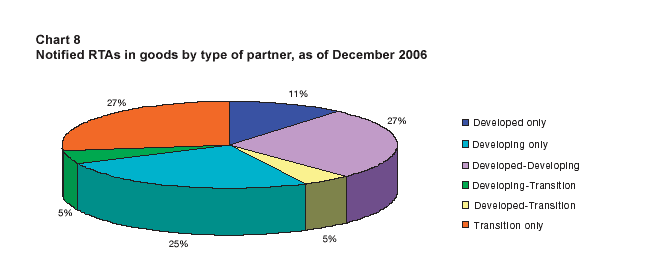 Chart 8
Notified RTAs in goods by type of partner, as of December 2006
11%
27%
27%
5%
25%
5%
Developed only
Developing only
Developed-Developing
Developing-Transition
Developed-Transition
Transition only